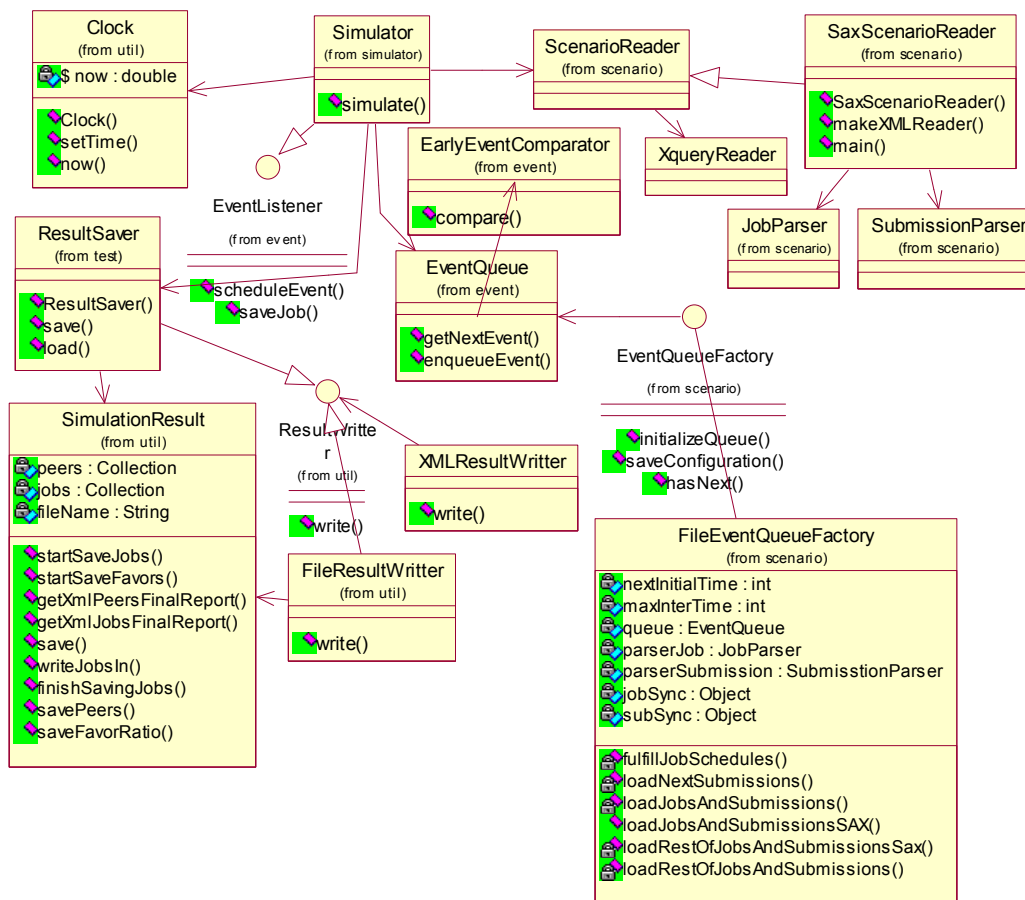 Clock
(from util)
$ now : double
Clock()
setTime()
now()
Simulator
(from simulator)
simulate()
ScenarioReader
(from scenario)
SaxScenarioReader
(from scenario)
SaxScenarioReader()
makeXMLReader()
main()
EarlyEventComparator
(from event)
compare()
XqueryReader
EventListener
(from event)
scheduleEvent()
saveJob()
JobParser
(from scenario)
SubmissionParser
(from scenario)
ResultSaver
(from test)
ResultSaver()
save()
load()
EventQueue
(from event)
getNextEvent()
enqueueEvent()
EventQueueFactory
(from scenario)
initializeQueue()
saveConfiguration()
hasNext()
SimulationResult
(from util)
peers : Collection
jobs : Collection
fileName : String
startSaveJobs()
startSaveFavors()
getXmlPeersFinalReport()
getXmlJobsFinalReport()
save()
writeJobsIn()
finishSavingJobs()
savePeers()
saveFavorRatio()
ResultWritte
r
(from util)
write()
XMLResultWritter
write()
FileResultWritter
(from util)
write()
FileEventQueueFactory
(from scenario)
nextInitialTime : int
maxInterTime : int
queue : EventQueue
parserJob : JobParser
parserSubmission : SubmisstionParser
jobSync : Object
subSync : Object
fulfillJobSchedules()
loadNextSubmissions()
loadJobsAndSubmissions()
loadJobsAndSubmissionsSAX()
loadRestOfJobsAndSubmissionsSax()
loadRestOfJobsAndSubmissions()